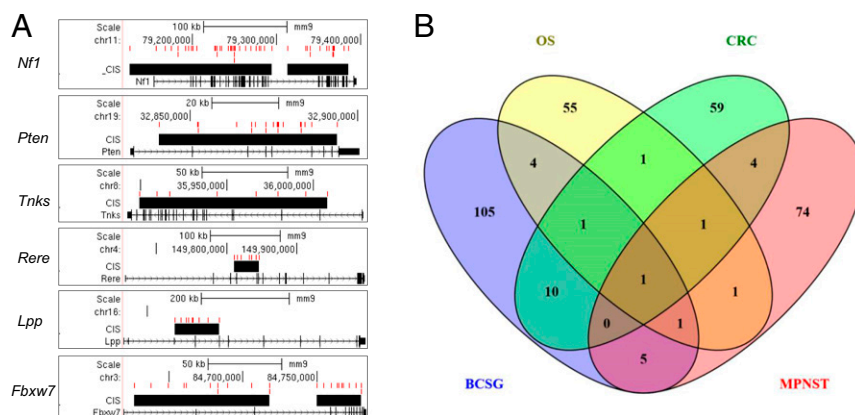 A
Nf1
Scale 100 kb mm9
chr11: 79,200,000 79,300,000 79,400,000
_CIS
Nf1
Pten
Scale 20 kb mm9
chr19: 32,850,000 32,900,000
CIS
Pten
Tnks
Scale 50 kb mm9
chr8: 35,950,000 36,000,000
CIS
Tnks
Rere
Scale 100 kb mm9
chr4: 149,800,000 149,900,000
CIS
Rere
Lpp
Scale 200 kb mm9
chr16:
CIS
Lpp
Fbxw7
Scale 50 kb mm9
chr3: 84,700,000 84,750,000
CIS
Fbxw7
B
OS CRC
55 59
4 1 4
105 1 1 74
10 1 1
0 1
5
BCSG MPNST